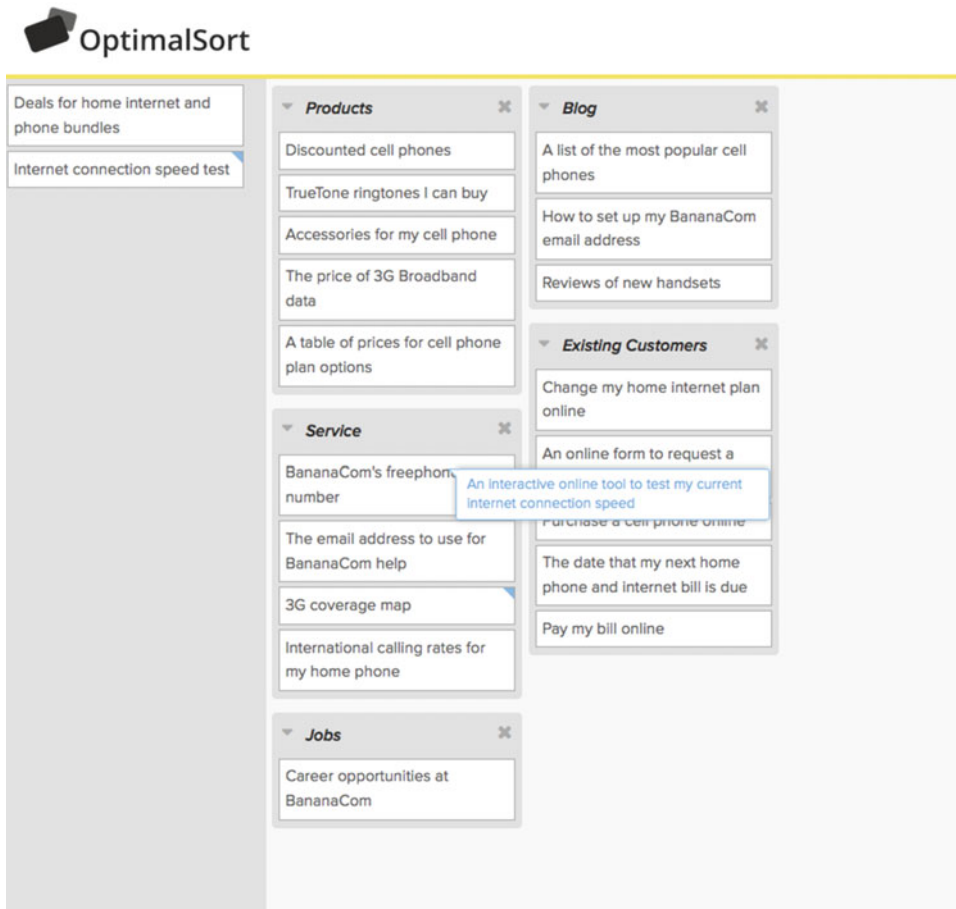 OptimalSort
Deals for home internet and
phone bundles
Internet connection speed test
Products
Discounted cell phones
TrueTone ringtones I can buy
Accessories for my cell phone
The price of 3G Broadband
data
A table of prices for cell phone
plan options
Service
BananaCom's freephone
number
An interactive online tool to test my current
internet connection speed
The email address to use for
BananaCom help
3G coverage map
International calling rates for
my home phone
Jobs
Career opportunities at
BananaCom
Blog
A list of the most popular cell
phones
How to set up my BananaCom
email address
Reviews of new handsets
Existing Customers
Change my home internet plan
online
An online form to request a
Purchase a cell phone online
The date that my next home
phone and internet bill is due
Pay my bill online